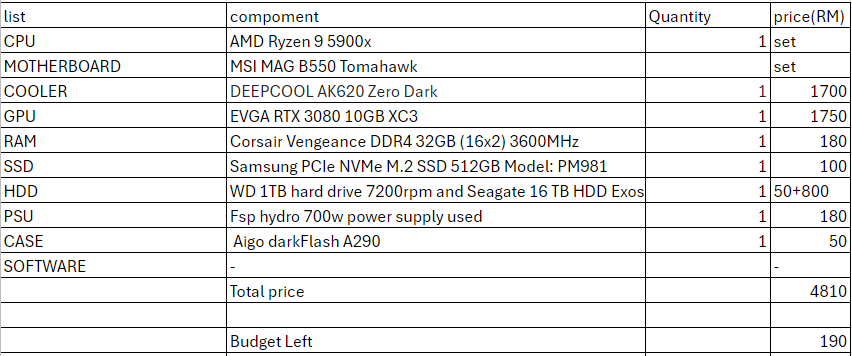 list compoment Quantity price(RM)
CPU AMD Ryzen 9 5900x 1 set
MOTHERBOARD MSI MAG B550 Tomahawk set
COOLER DEEPCOOL AK620 Zero Dark 1 1700
GPU EVGA RTX 3080 10GB XC3 1 1750
RAM Corsair Vengeance DDR4 32GB (16x2) 3600MHz 1 180
SSD Samsung PCIe NVMe M.2 SSD 512GB Model: PM981 1 100
HDD WD 1TB hard drive 7200rpm and Seagate 16 TB HDD Exos 1 50+800
PSU Fsp hydro 700w power supply used 1 180
CASE Aigo darkFlash A290 1 50
SOFTWARE - -
Total price 4810
Budget Left 190